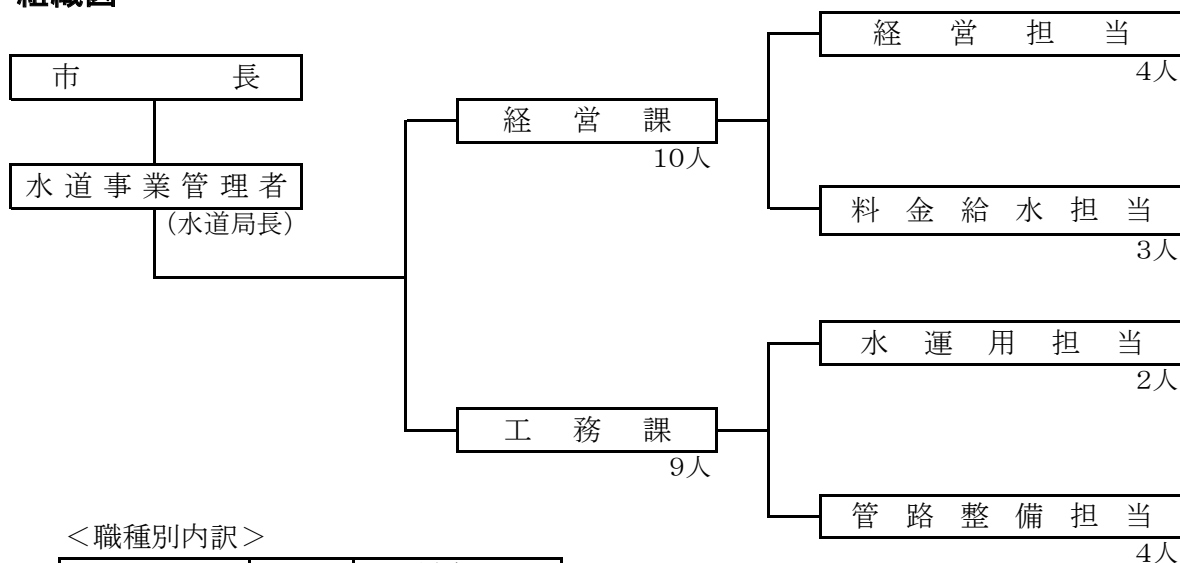 市長
水道事業管理者
(水道局長)
経営課
10人
経営担当
4人
料金給水担当
3人
工務課
9人
水運用担当
2人
管路整備担当
4人
＜職種別内訳＞